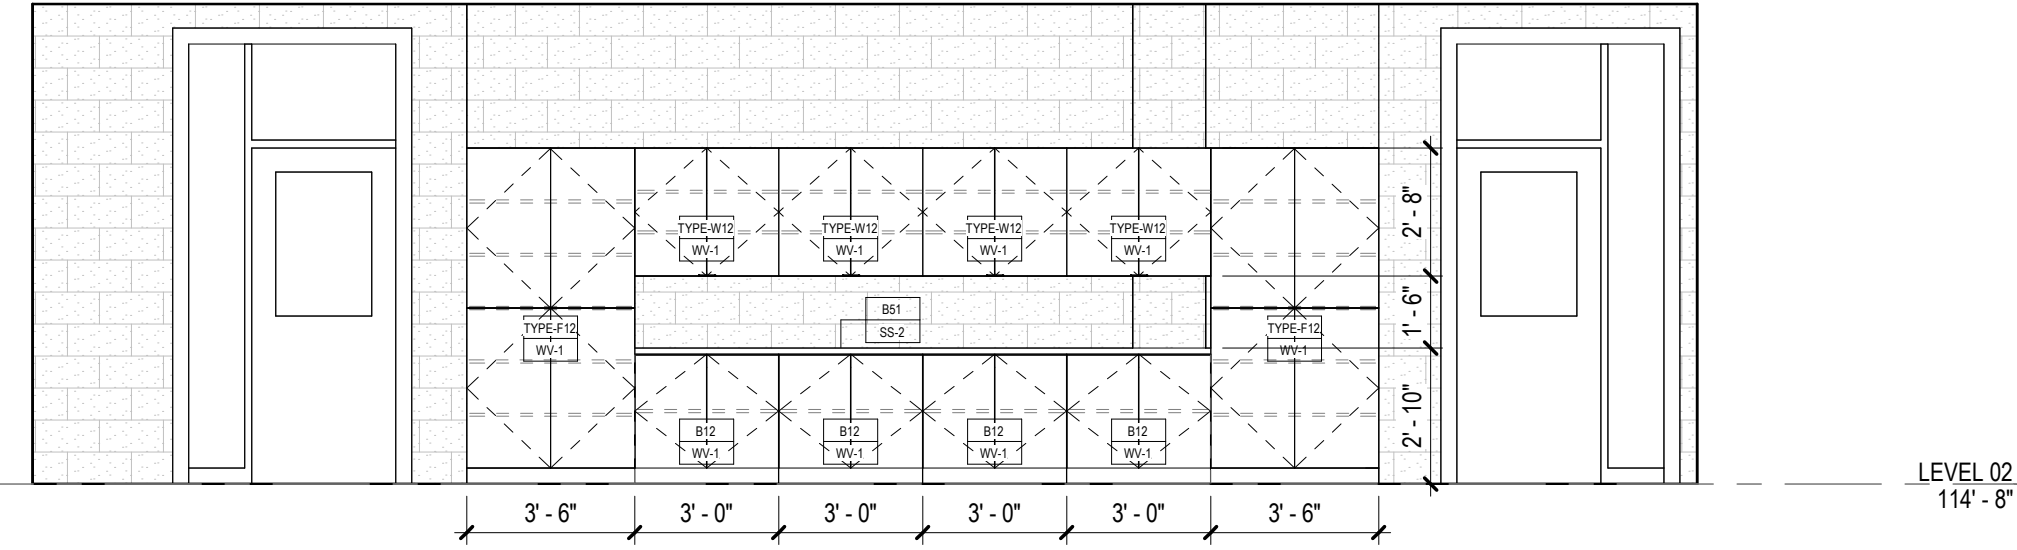 TYPE-W12 TYPE-W12 TYPE-W12 TYPE-W12
WV-1 WV-1 WV-1 WV-1
2' - 8"
B51
SS-2
1' - 6"
TYPE-F12 TYPE-F12
WV-1 WV-1
B12 B12 B12 B12
WV-1 WV-1 WV-1 WV-1
2' - 10"
LEVEL 02
114' - 8"
3' - 6" 3' - 0" 3' - 0" 3' - 0" 3' - 0" 3' - 6"